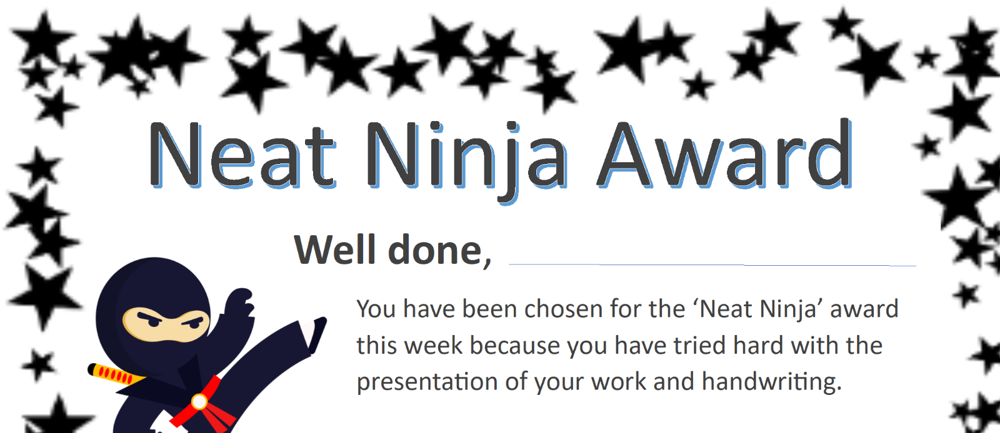 Neat Ninja Award
Well done,
You have been chosen for the ‘Neat Ninja’ award
this week because you have tried hard with the
presentation of your work and handwriting.